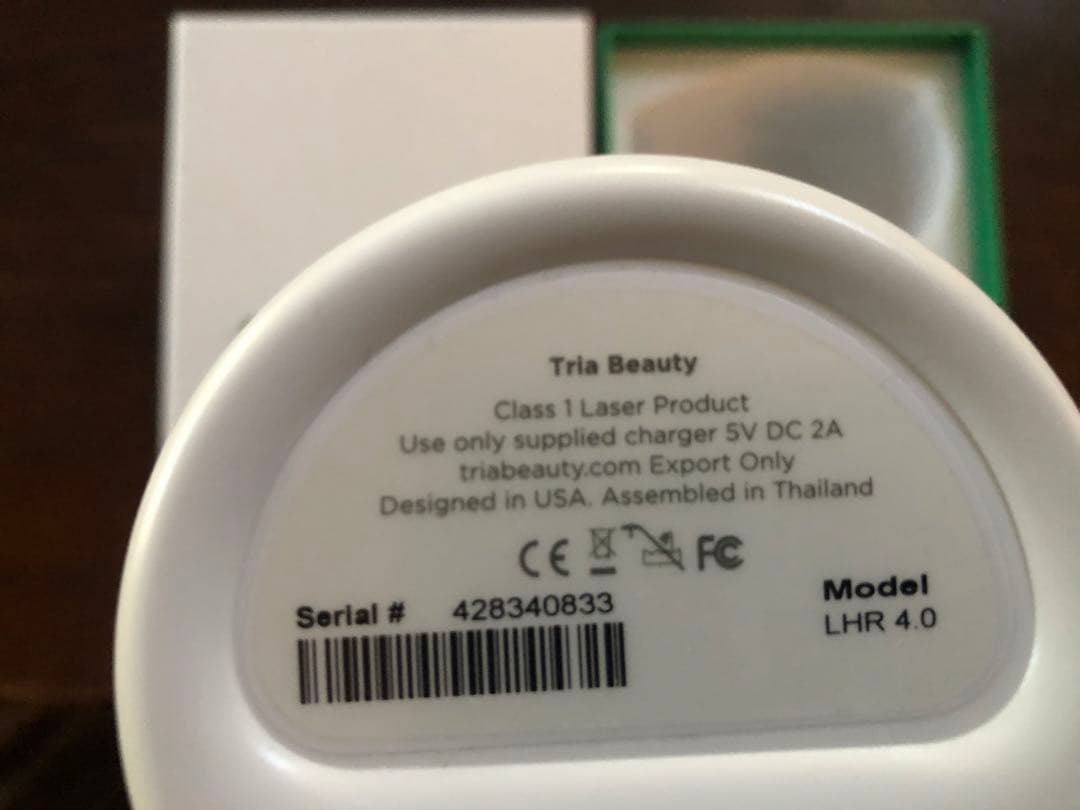 Tria Beauty
Class 1 Laser Product
Use only supplied charger 5V DC 2A
triabeauty.com Export Only
Designed in USA. Assembled in Thailand
CE FC
Serial # 428340833
Model
LHR 4.0